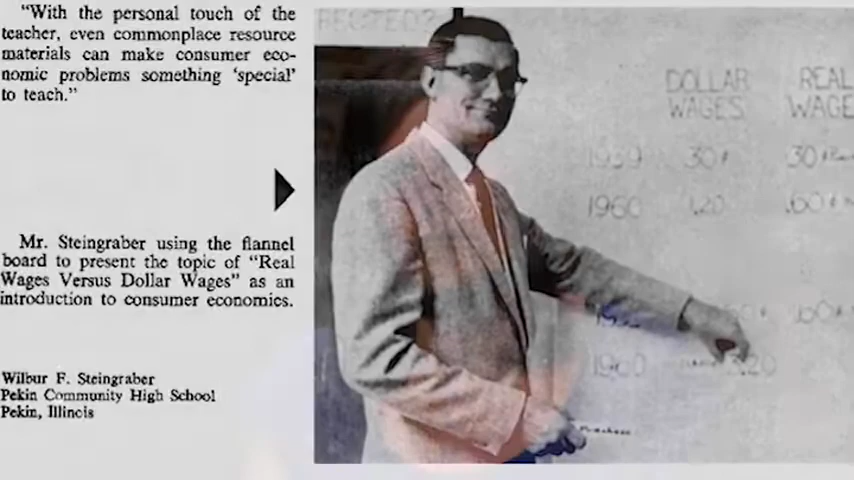 "With the personal touch of the
teacher, even commonplace resource
materials can make consumer eco-
nomic problems something 'special'
to teach."
Mr. Steingraber using the flannel
board to present the topic of "Real
Wages Versus Dollar Wages" as an
introduction to consumer economics.
Wilbur F. Steingraber
Pekin Community High School
Pekin, Illinois
DOLLAR REAL
WAGES WAGE
1939 30¢ 30¢
1960 1.20 .60¢
1960 3.20